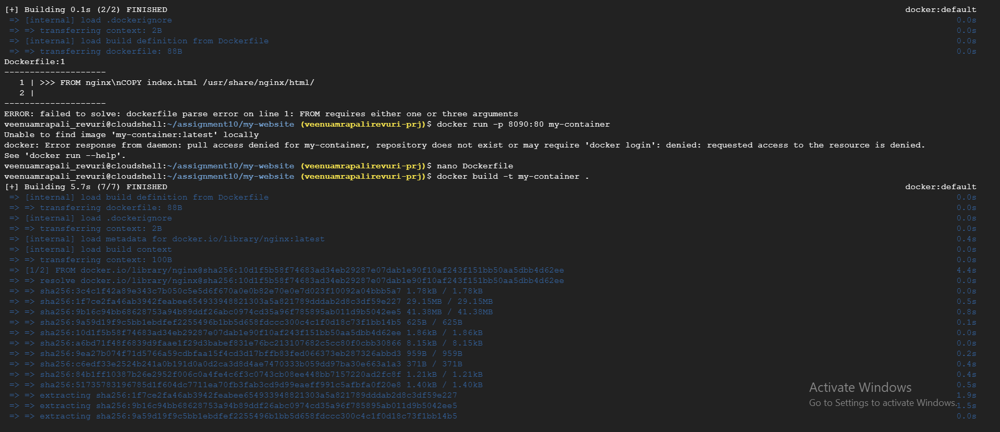 [+] Building 0.1s (2/2) FINISHED docker:default
=> [internal] load .dockerignore 0.0s
=> => transferring context: 2B 0.0s
=> [internal] load build definition from Dockerfile 0.0s
=> => transferring dockerfile: 88B 0.0s
Dockerfile:1
--------------------
1 | >>> FROM nginx\nCOPY index.html /usr/share/nginx/html/
2 |
--------------------
ERROR: failed to solve: dockerfile parse error on line 1: FROM requires either one or three arguments
veenuamrapali_revuri@cloudshell:~/assignment10/my-website (veenuamrapalirevuri-prj)$ docker run -p 8090:80 my-container
Unable to find image 'my-container:latest' locally
docker: Error response from daemon: pull access denied for my-container, repository does not exist or may require 'docker login': denied: requested access to the resource is denied.
See 'docker run --help'.
veenuamrapali_revuri@cloudshell:~/assignment10/my-website (veenuamrapalirevuri-prj)$ nano Dockerfile
veenuamrapali_revuri@cloudshell:~/assignment10/my-website (veenuamrapalirevuri-prj)$ docker build -t my-container .
[+] Building 5.7s (7/7) FINISHED docker:default
=> [internal] load build definition from Dockerfile 0.0s
=> => transferring dockerfile: 88B 0.0s
=> [internal] load .dockerignore 0.0s
=> => transferring context: 2B 0.0s
=> [internal] load metadata for docker.io/library/nginx:latest 0.4s
=> [internal] load build context 0.0s
=> => transferring context: 100B 0.0s
=> [1/2] FROM docker.io/library/nginx@sha256:10d1f5b58f74683ad34eb29287e07dab1e90f10af243f151bb50aa5dbb4d62ee 4.4s
=> => resolve docker.io/library/nginx@sha256:10d1f5b58f74683ad34eb29287e07dab1e90f10af243f151bb50aa5dbb4d62ee 0.0s
=> => sha256:3c4c1f42a89e343c7b050c5e5d6f670a0e0b82e70e0e7d023f10092a04bbb5a7 1.78kB / 1.78kB 0.0s
=> => sha256:1f7ce2fa46ab3942feabee654933948821303a5a821789dddab2d8c3df59e227 29.15MB / 29.15MB 0.5s
=> => sha256:9b16c94bb68628753a94b89ddf26abc0974cd35a96f785895ab011d9b5042ee5 41.38MB / 41.38MB 0.8s
=> => sha256:9a59d19f9c5bb1ebdfef2255496b1bb5d658fdccc300c4c1f0d18c73f1bb14b5 625B / 625B 0.1s
=> => sha256:10d1f5b58f74683ad34eb29287e07dab1e90f10af243f151bb50aa5dbb4d62ee 1.86kB / 1.86kB 0.0s
=> => sha256:a6bd71f48f6839d9faae1f29d3babef831e76bc213107682c5cc80f0cbb30866 8.15kB / 8.15kB 0.0s
=> => sha256:9ea27b074f71d5766a59cdbfaa15f4cd3d17bffb83fed066373eb287326abbd3 959B / 959B 0.2s
=> => sha256:c6edf33e2524b241a0b191d0a0d2ca3d8d4ae7470333b059dd97ba30e663a1a3 371B / 371B 0.4s
=> => sha256:84b1ff10387b26e2952f006c0a4fe4c6f3c0743cb08ee448bb7157220ad2fc8f 1.21kB / 1.21kB 0.4s
=> => sha256:51735783196785d1f604dc7711ea70fb3fab3cd9d99eaeff991c5afbfa0f20e8 1.40kB / 1.40kB 0.5s
=> => extracting sha256:1f7ce2fa46ab3942feabee654933948821303a5a821789dddab2d8c3df59e227 1.9s
=> => extracting sha256:9b16c94bb68628753a94b89ddf26abc0974cd35a96f785895ab011d9b5042ee5 1.5s
=> => extracting sha256:9a59d19f9c5bb1ebdfef2255496b1bb5d658fdccc300c4c1f0d18c73f1bb14b5 0.0s
Activate Windows
Go to Settings to activate Windows.